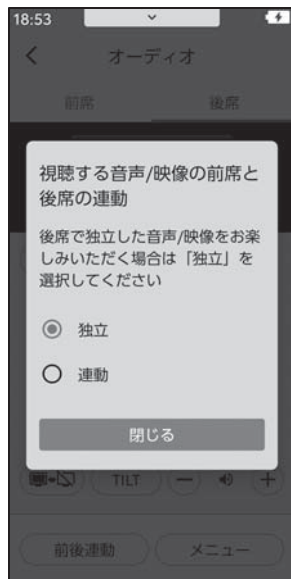 18:53
オーディオ
前席 後席
視聴する音声/映像の前席と
後席の連動
後席で独立した音声/映像をお楽
しみいただく場合は「独立」を
選択してください
独立
連動
閉じる
TILT
前後連動 メニュー